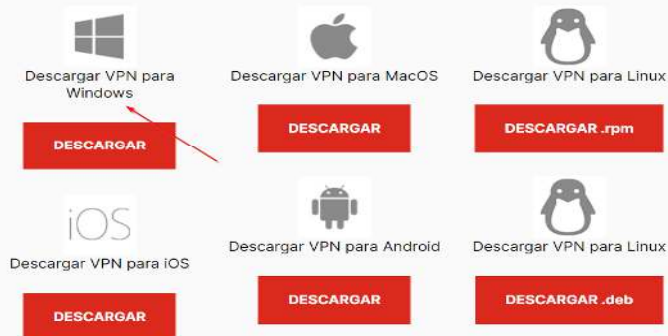 Descargar VPN para
Windows
DESCARGAR
Descargar VPN para MacOS
DESCARGAR
Descargar VPN para Linux
DESCARGAR .rpm
iOS
Descargar VPN para iOS
DESCARGAR
Descargar VPN para Android
DESCARGAR
Descargar VPN para Linux
DESCARGAR .deb